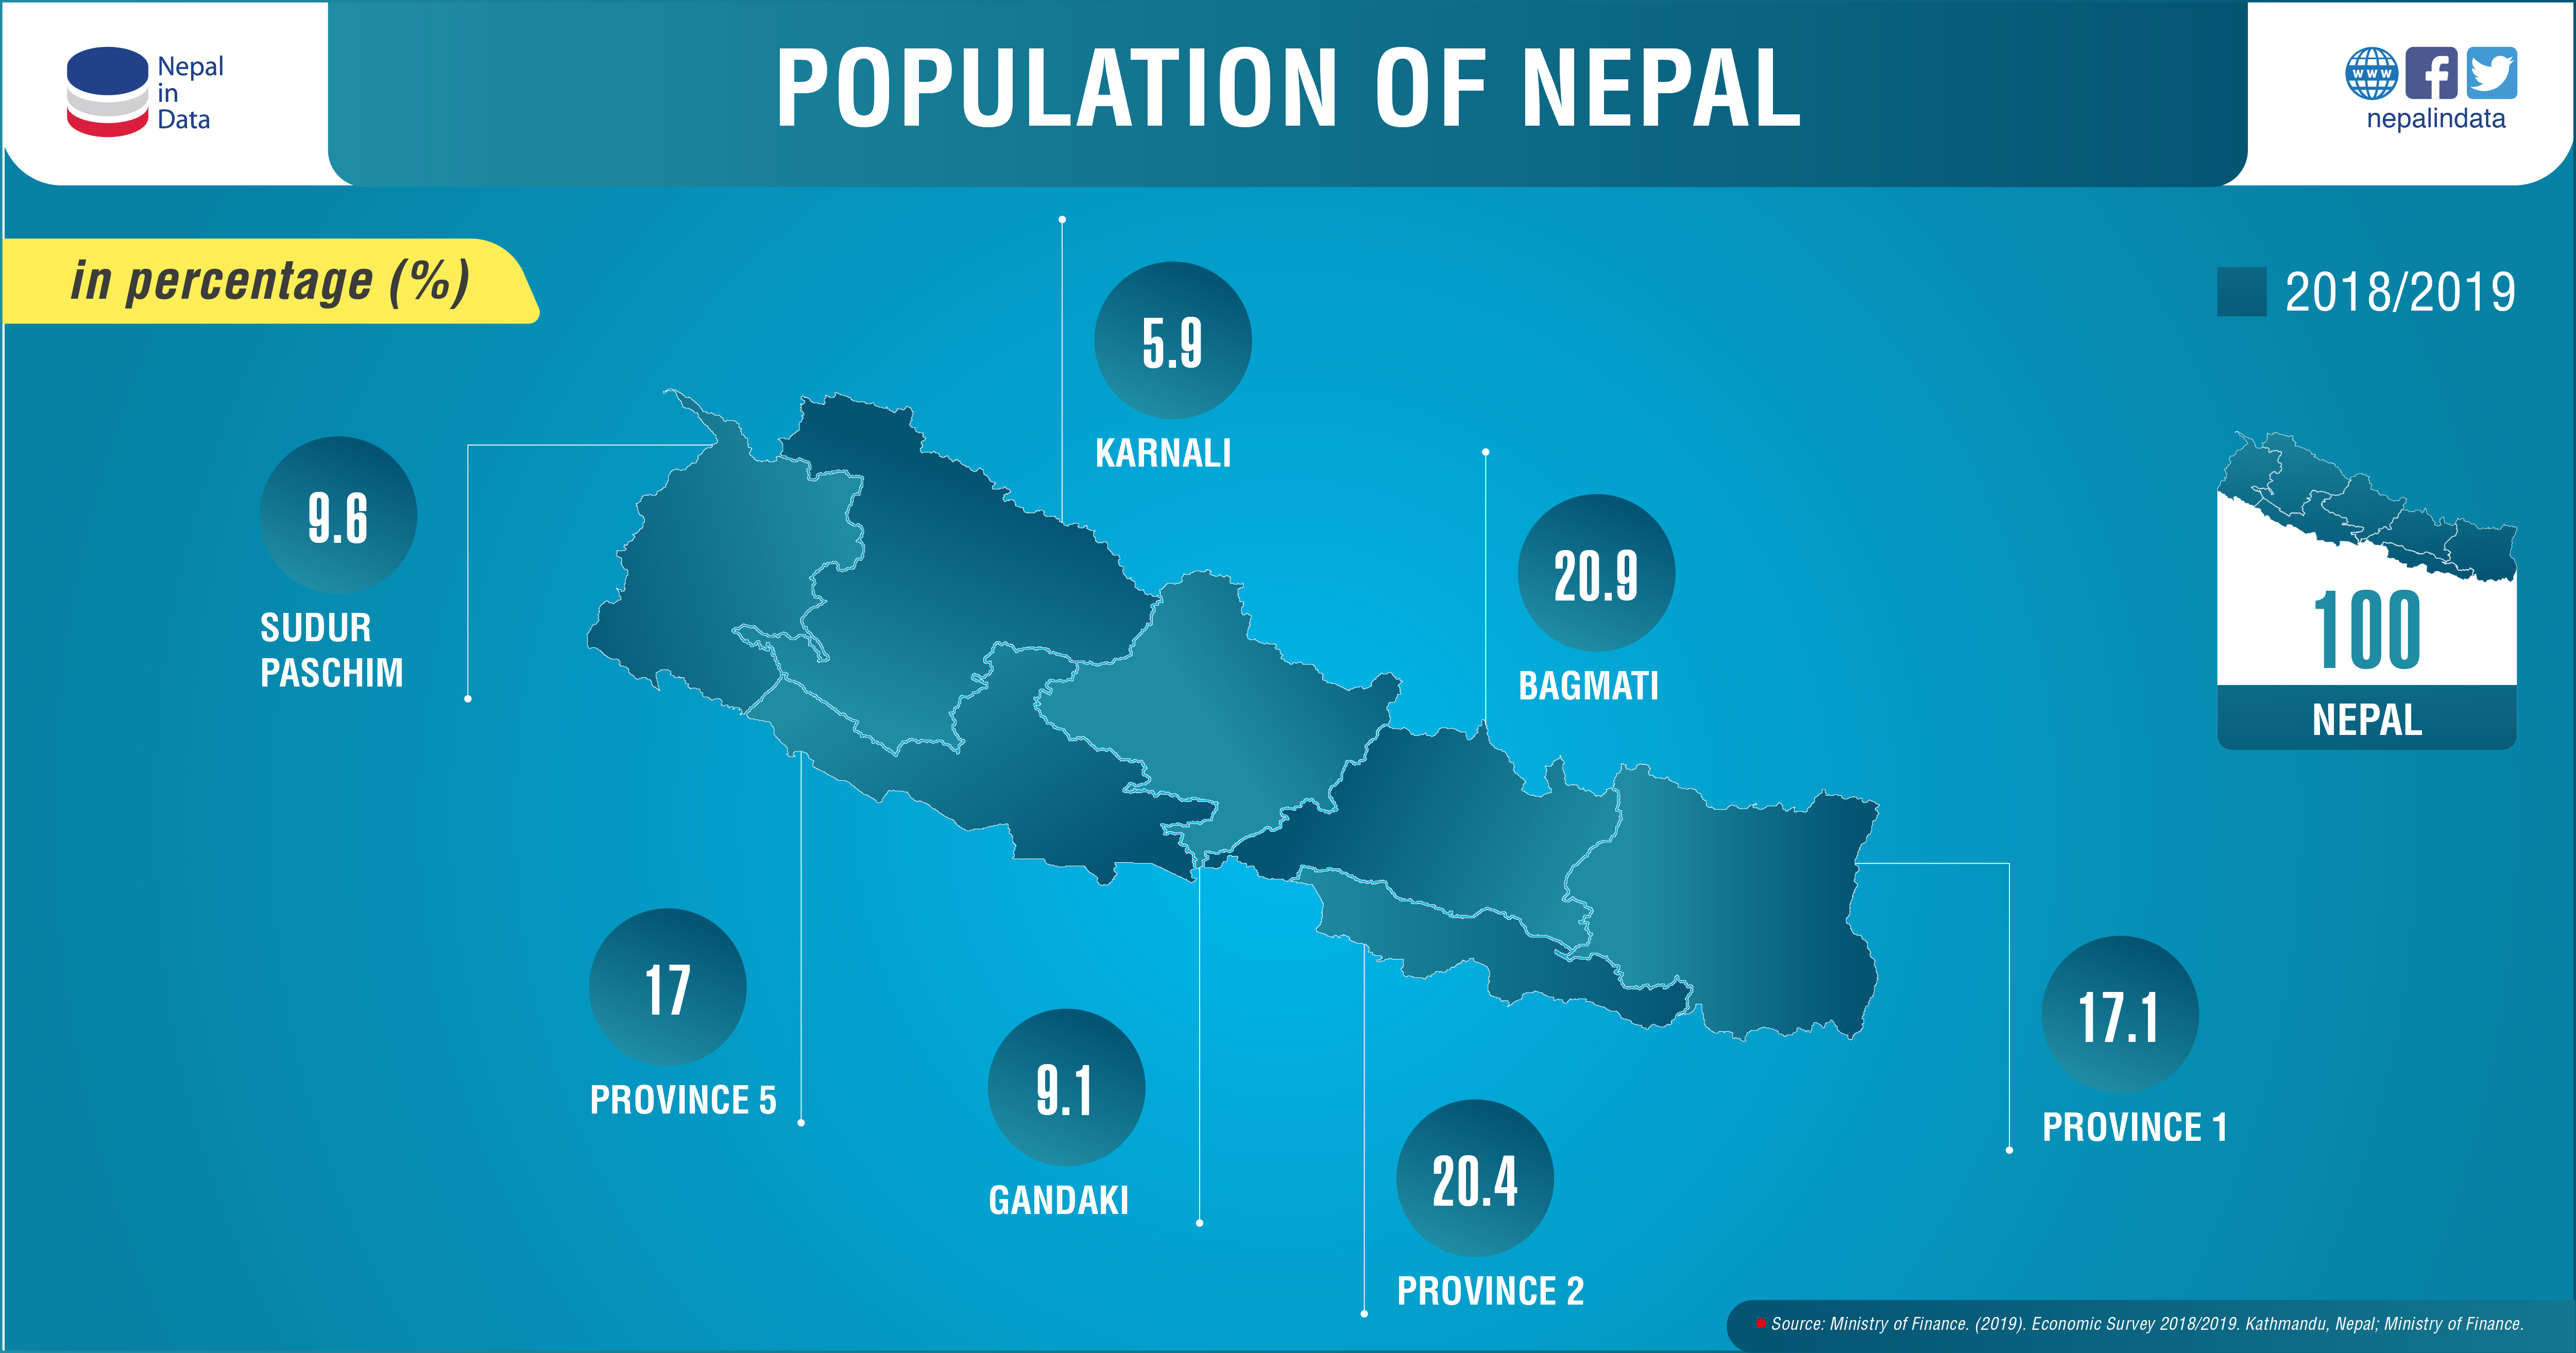 Nepal
in
Data
POPULATION OF NEPAL
WWW
nepalindata
in percentage (%)
2018/2019
5.9
KARNALI
9.6
SUDUR
PASCHIM
20.9
BAGMATI
100
NEPAL
17
PROVINCE 5
9.1
GANDAKI
20.4
PROVINCE 2
17.1
PROVINCE 1
Source: Ministry of Finance. (2019). Economic Survey 2018/2019. Kathmandu, Nepal; Ministry of Finance.